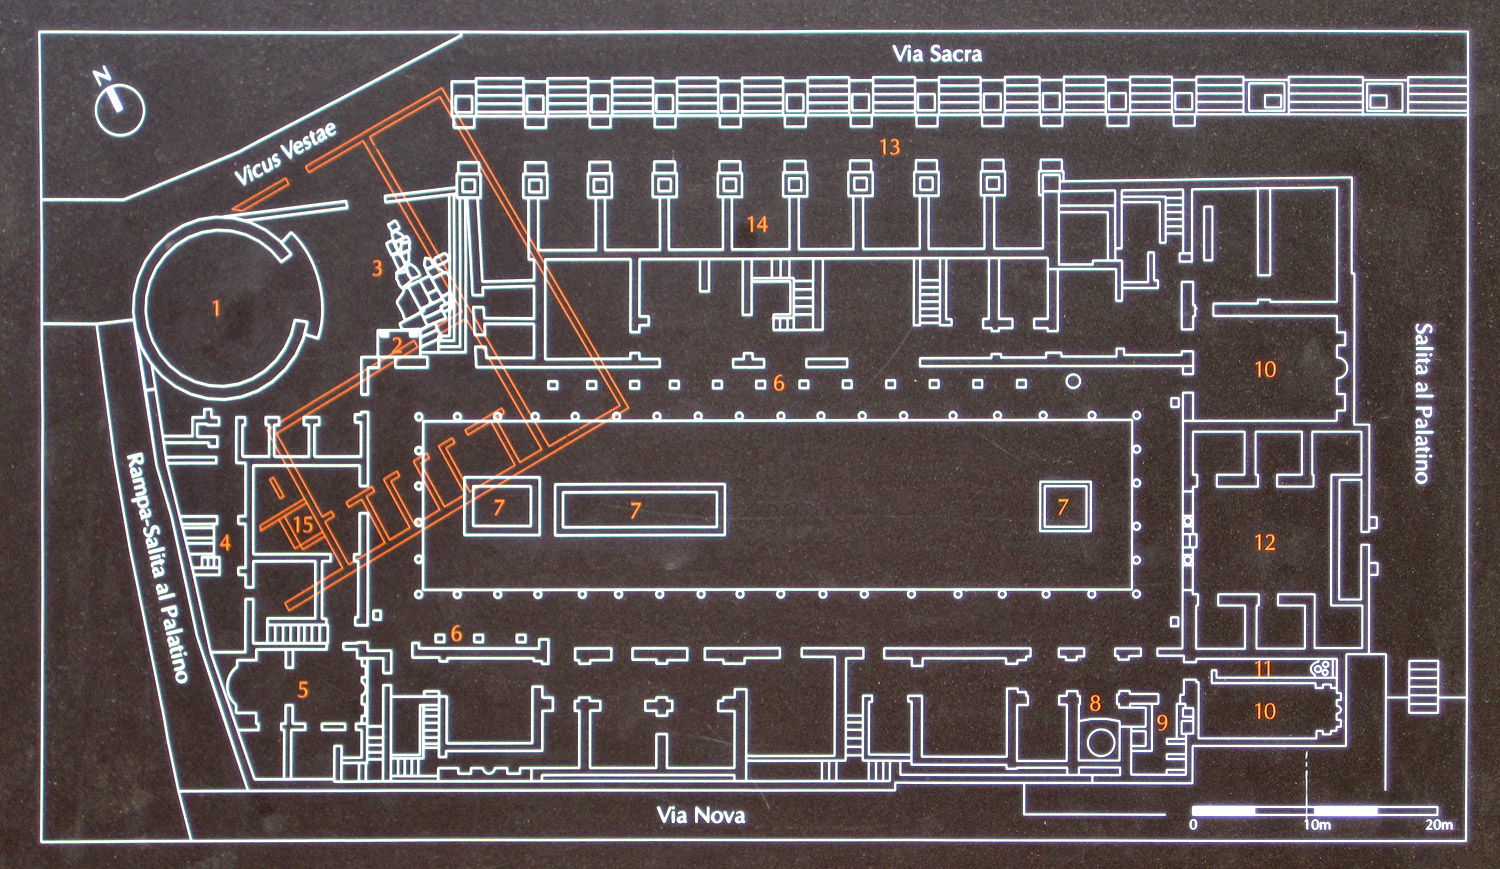 Via Sacra
N
Vicus Vestae
13
14
3
1
2
6
10
Salita al Palatino
Rampa-Salita al Palatino
7
7
7
15
4
12
6
5
11
8
9
10
Via Nova
0
10m
20m